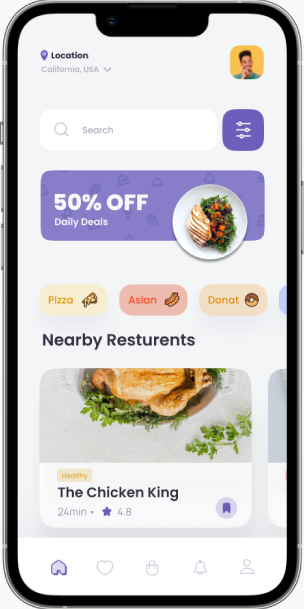 Location
California, USA
Search
50% OFF
Daily Deals
Pizza
Asian
Donat
Nearby Resturents
Healthy
The Chicken King
24min • 4.8